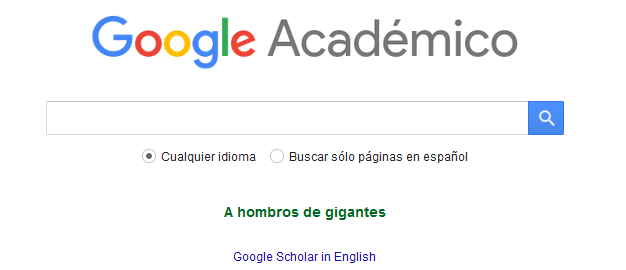 Google Académico
Cualquier idioma Buscar sólo páginas en español
A hombros de gigantes
Google Scholar in English